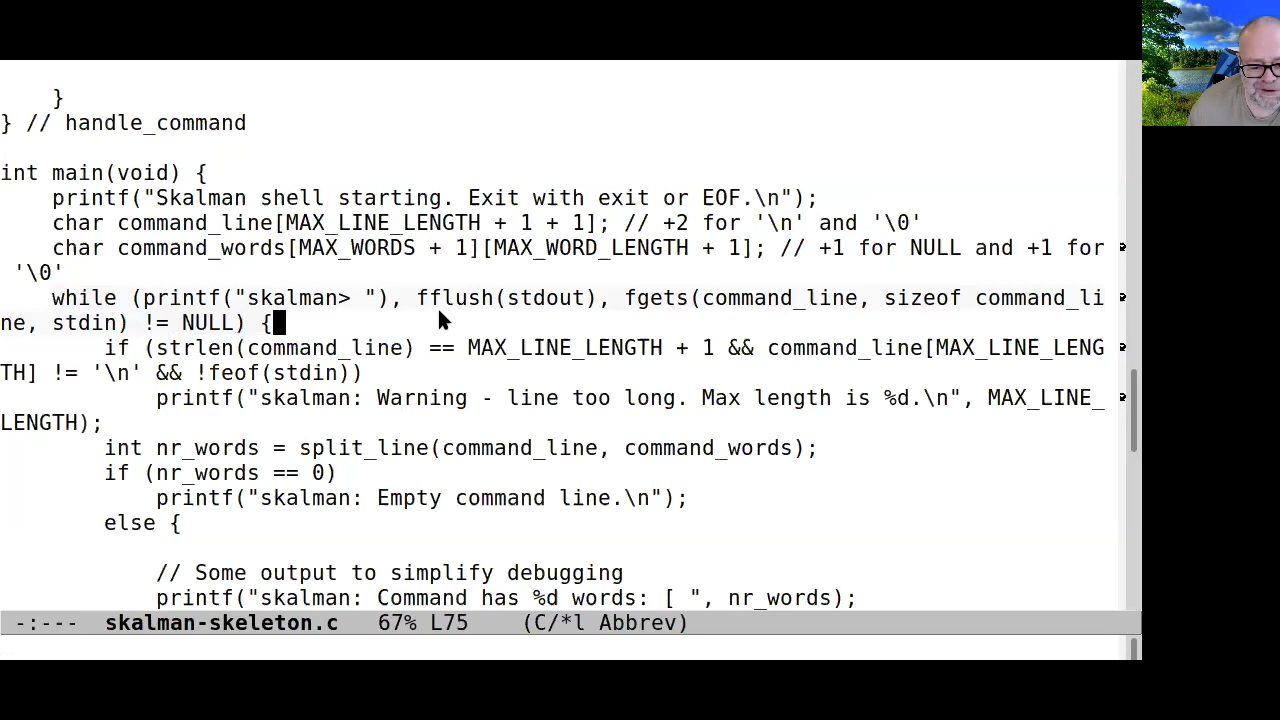 }
} // handle_command
int main(void) {
    printf("Skalman shell starting. Exit with exit or EOF.\n");
    char command_line[MAX_LINE_LENGTH + 1 + 1]; // +2 for '\n' and '\0'
    char command_words[MAX_WORDS + 1][MAX_WORD_LENGTH + 1]; // +1 for NULL and +1 for
 '\0'
    while (printf("skalman> "), fflush(stdout), fgets(command_line, sizeof command_li
ne, stdin) != NULL) {
        if (strlen(command_line) == MAX_LINE_LENGTH + 1 && command_line[MAX_LINE_LENG
TH] != '\n' && !feof(stdin))
            printf("skalman: Warning - line too long. Max length is %d.\n", MAX_LINE_
LENGTH);
        int nr_words = split_line(command_line, command_words);
        if (nr_words == 0)
            printf("skalman: Empty command line.\n");
        else {
            // Some output to simplify debugging
            printf("skalman: Command has %d words: [ ", nr_words);
-:---  skalman-skeleton.c   67% L75    (C/*l Abbrev)